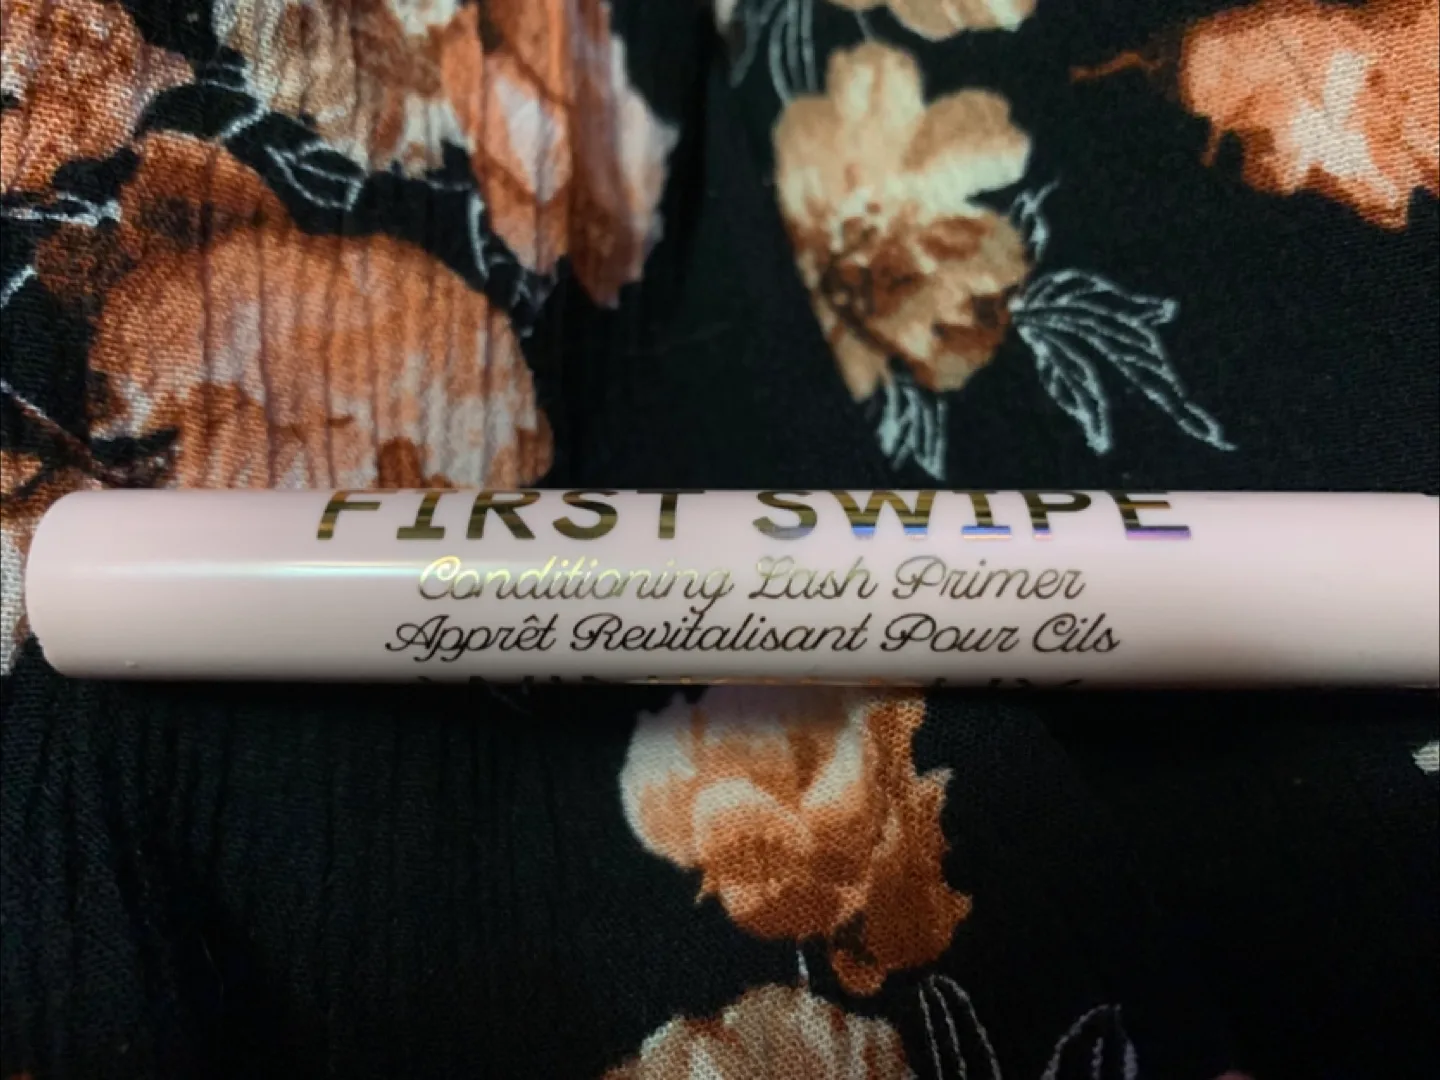 FIRST SWIPE
Conditioning Lash Primer
Apprêt Revitalisant Pour Cils